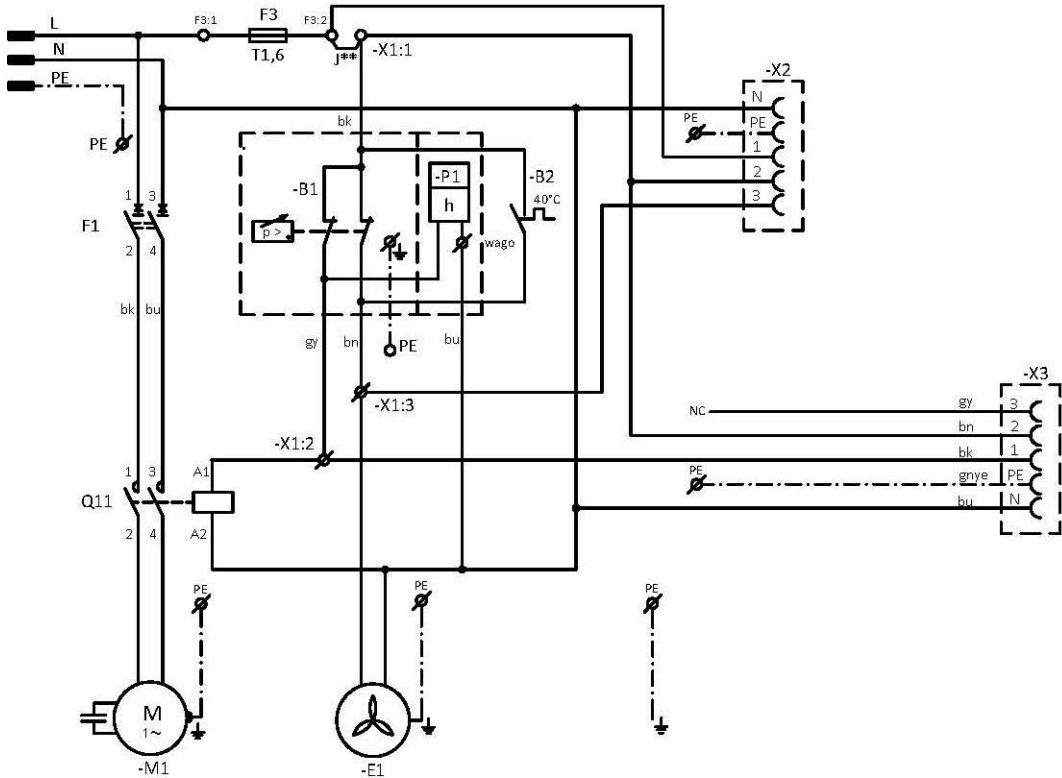 L
F3:1
F3
F3:2
T1,6
J**
-X1:1
N
PE
PE
-X2
N
PE
PE
1
2
3
bk
-B1
-P1
h
-B2
40°C
p >
wago
1
3
F1
2
4
bk
bu
gy
bn
PE
bu
-X1:3
-X1:2
-X3
NC
gy
3
bn
2
bk
1
PE
gnye
PE
bu
N
1
3
A1
Q11
2
4
A2
PE
PE
PE
M
1~
-M1
-E1